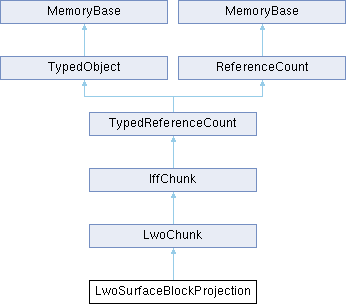 MemoryBase MemoryBase
TypedObject ReferenceCount
TypedReferenceCount
IffChunk
LwoChunk
LwoSurfaceBlockProjection